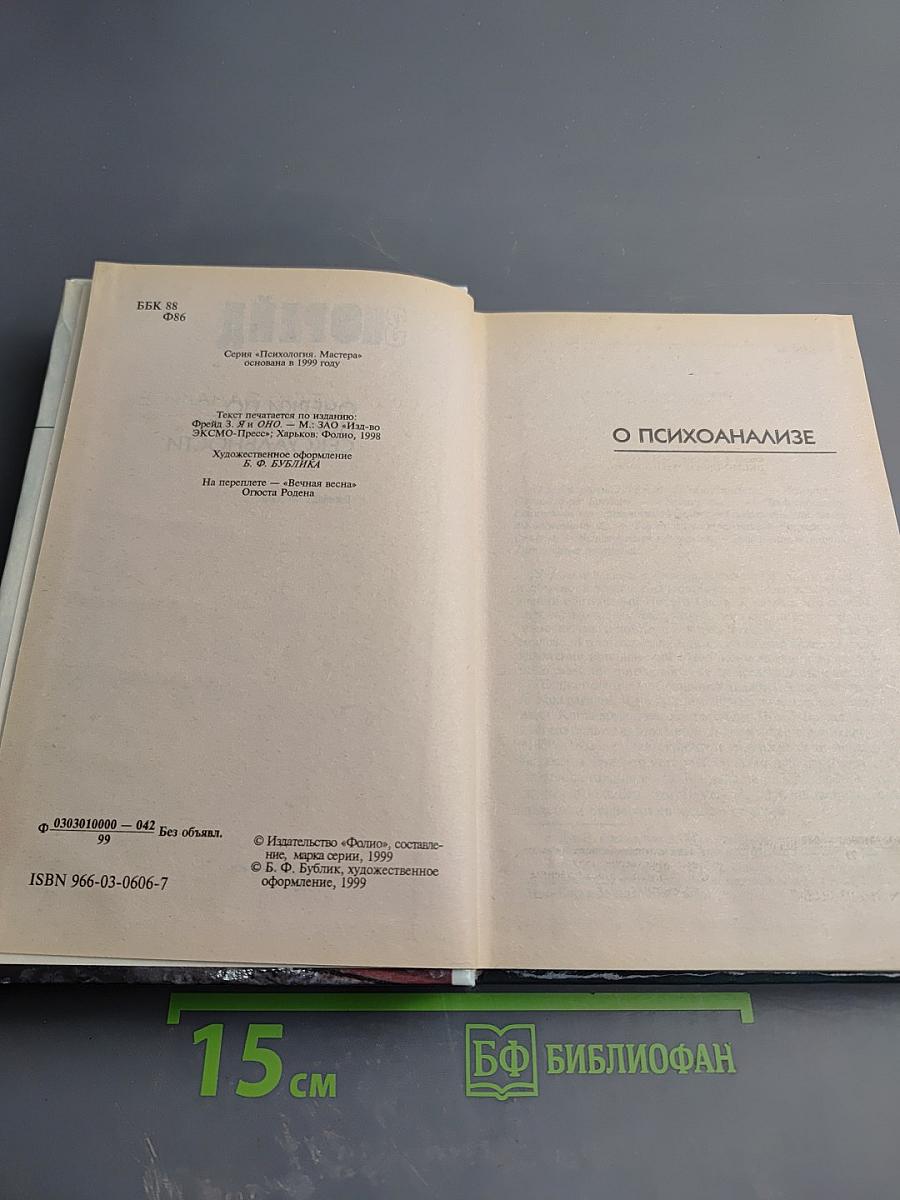 ББК 88
Ф86
Серия «Психология. Мастера»
основана в 1999 году
Текст печатается по изданию:
Фрейд З. Я и ОНО. — М.: ЗАО «Изд-во
ЭКСМО-Пресс»; Харьков: Фолио, 1998
Художественное оформление
Б. Ф. БУБЛИКА
На переплете — «Вечная весна»
Огюста Родена
Ф 0303010000 — 042 Без объявл.
99
© Издательство «Фолио», составле-
ние, марка серии, 1999
© Б. Ф. Бублик, художественное
оформление, 1999
ISBN 966-03-0606-7
О ПСИХОАНАЛИЗЕ
15 см
БФ БИБЛИОФАН